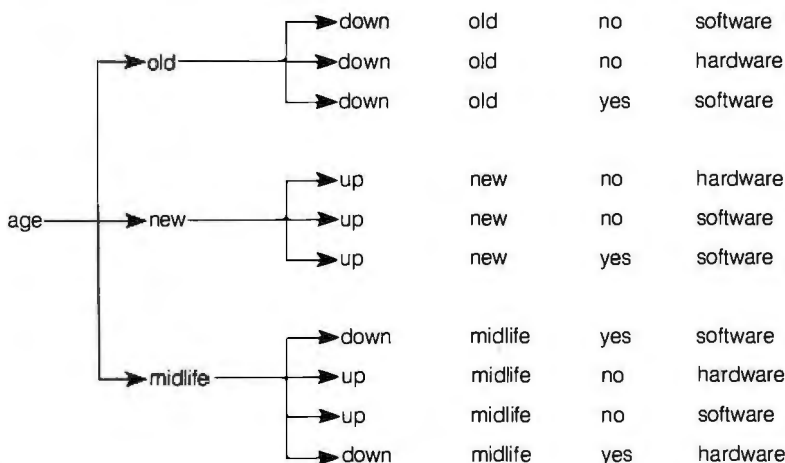 down old no software
old down old no hardware
down old yes software
up new no hardware
age new up new no software
up new yes software
down midlife yes software
midlife up midlife no hardware
up midlife no software
down midlife yes hardware